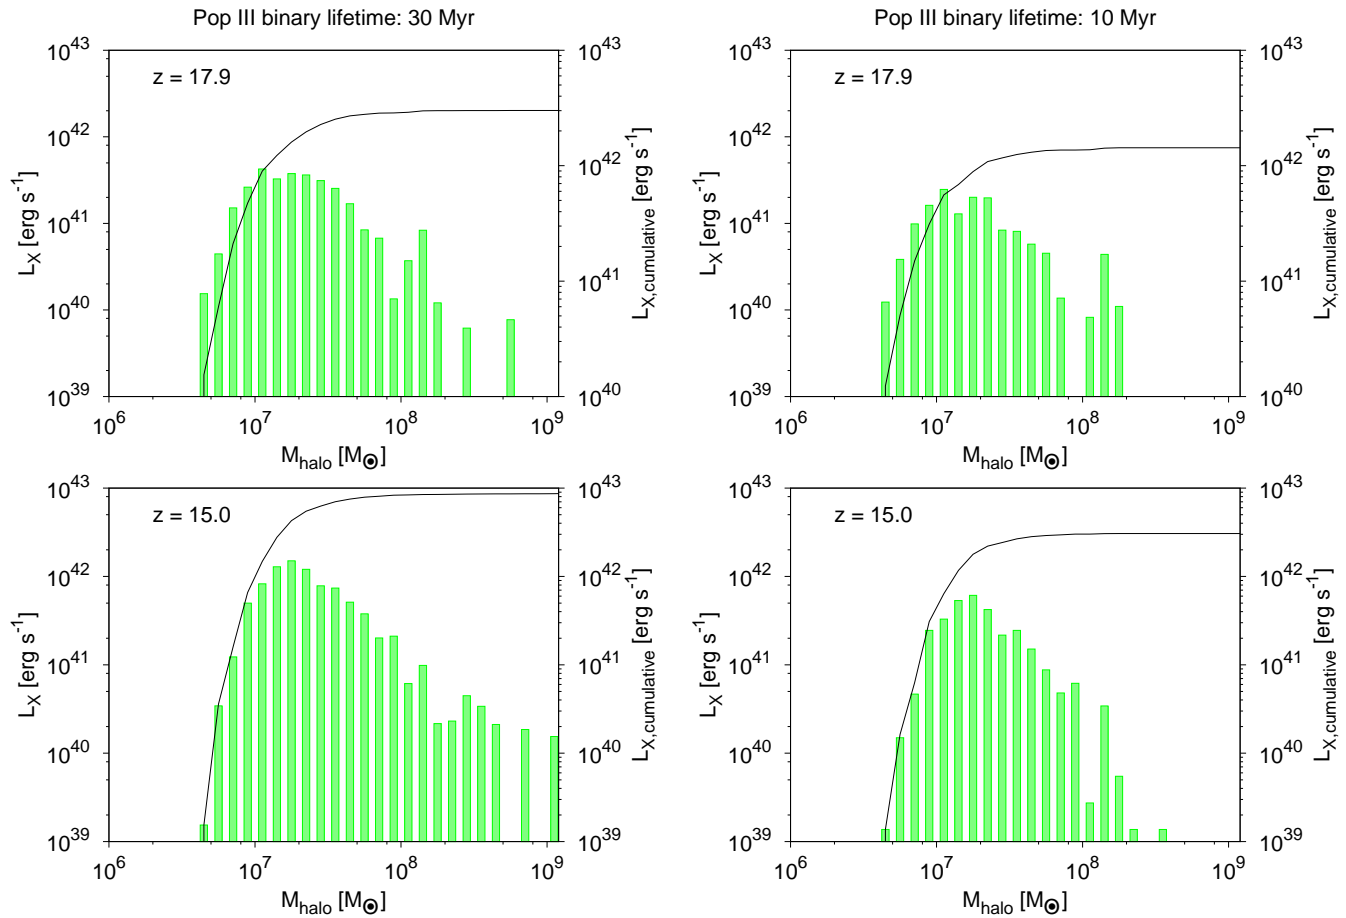 Pop III binary lifetime: 30 Myr
z = 17.9
10^43
10^42
10^41
10^40
10^39
L_X [erg s^-1]
10^43
10^42
10^41
10^40
L_X,cumulative [erg s^-1]
10^6 10^7 10^8 10^9
M_halo [M_☉]
Pop III binary lifetime: 10 Myr
z = 17.9
10^43
10^42
10^41
10^40
10^39
L_X [erg s^-1]
10^43
10^42
10^41
10^40
L_X,cumulative [erg s^-1]
10^6 10^7 10^8 10^9
M_halo [M_☉]
z = 15.0
10^43
10^42
10^41
10^40
10^39
L_X [erg s^-1]
10^43
10^42
10^41
10^40
10^39
L_X,cumulative [erg s^-1]
10^6 10^7 10^8 10^9
M_halo [M_☉]
z = 15.0
10^43
10^42
10^41
10^40
10^39
L_X [erg s^-1]
10^43
10^42
10^41
10^40
10^39
L_X,cumulative [erg s^-1]
10^6 10^7 10^8 10^9
M_halo [M_☉]